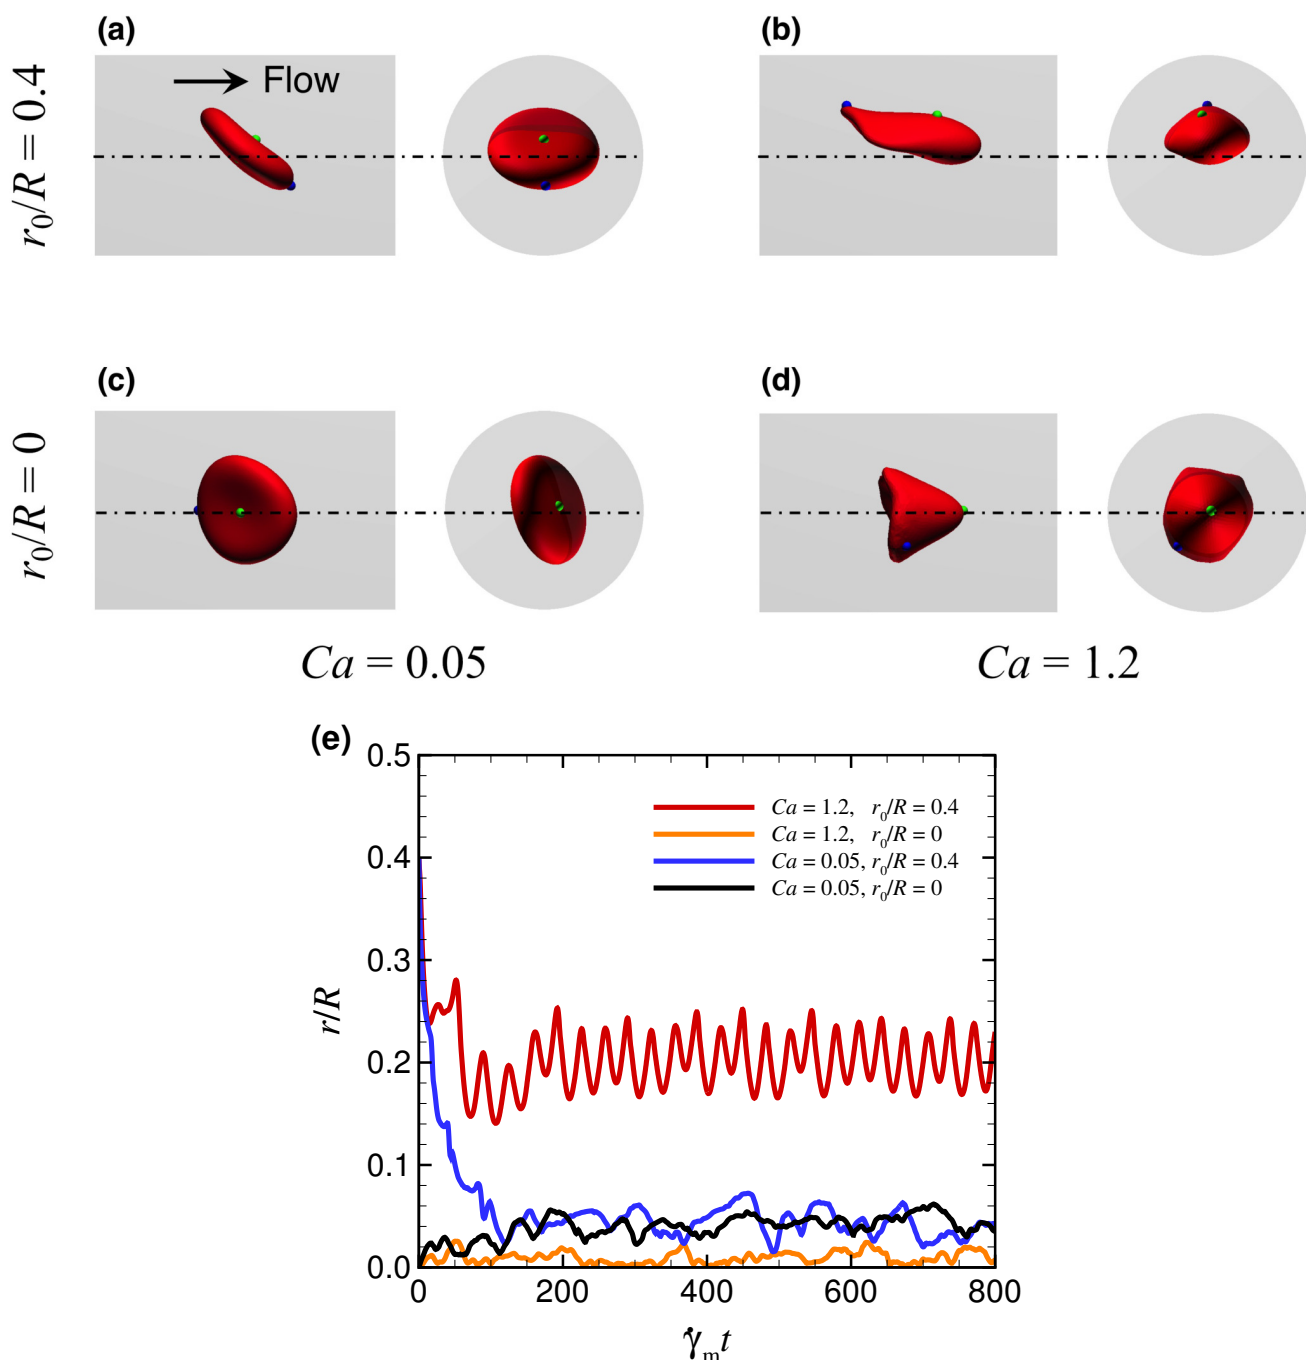 (a)
(b)
r₀/R = 0.4
Flow
(c)
(d)
r₀/R = 0
Ca = 0.05
Ca = 1.2
(e)
0.5
0.4
0.3
0.2
0.1
0.0
r/R
Ca = 1.2, r₀/R = 0.4
Ca = 1.2, r₀/R = 0
Ca = 0.05, r₀/R = 0.4
Ca = 0.05, r₀/R = 0
0 200 400 600 800
γ̇ₘt